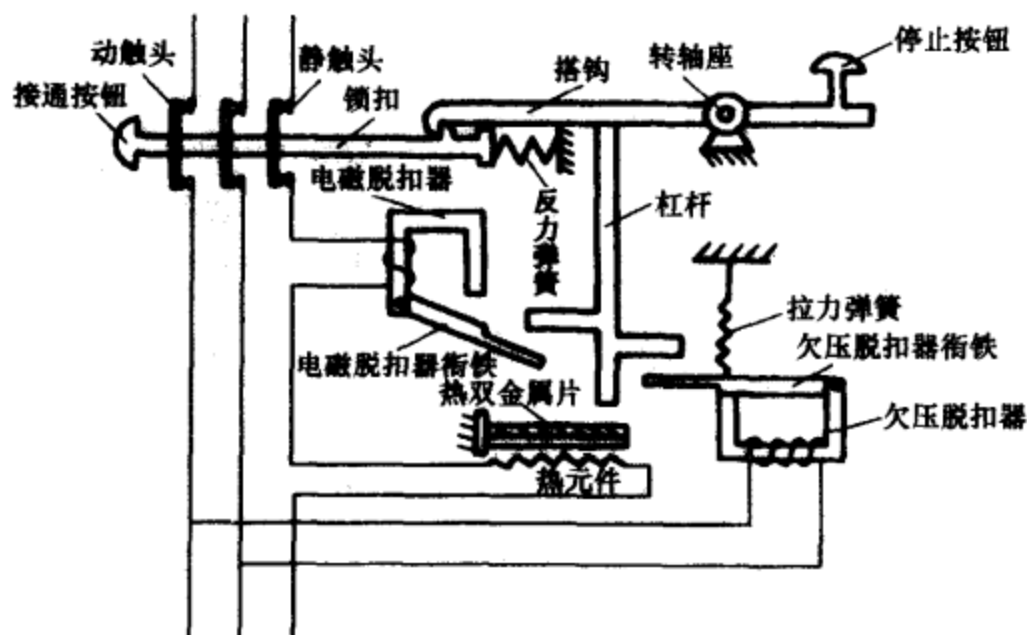 动触头
静触头
接通按钮
锁扣
搭钩
转轴座
停止按钮
电磁脱扣器
反力弹簧
杠杆
拉力弹簧
欠压脱扣器衔铁
电磁脱扣器衔铁
热双金属片
欠压脱扣器
热元件